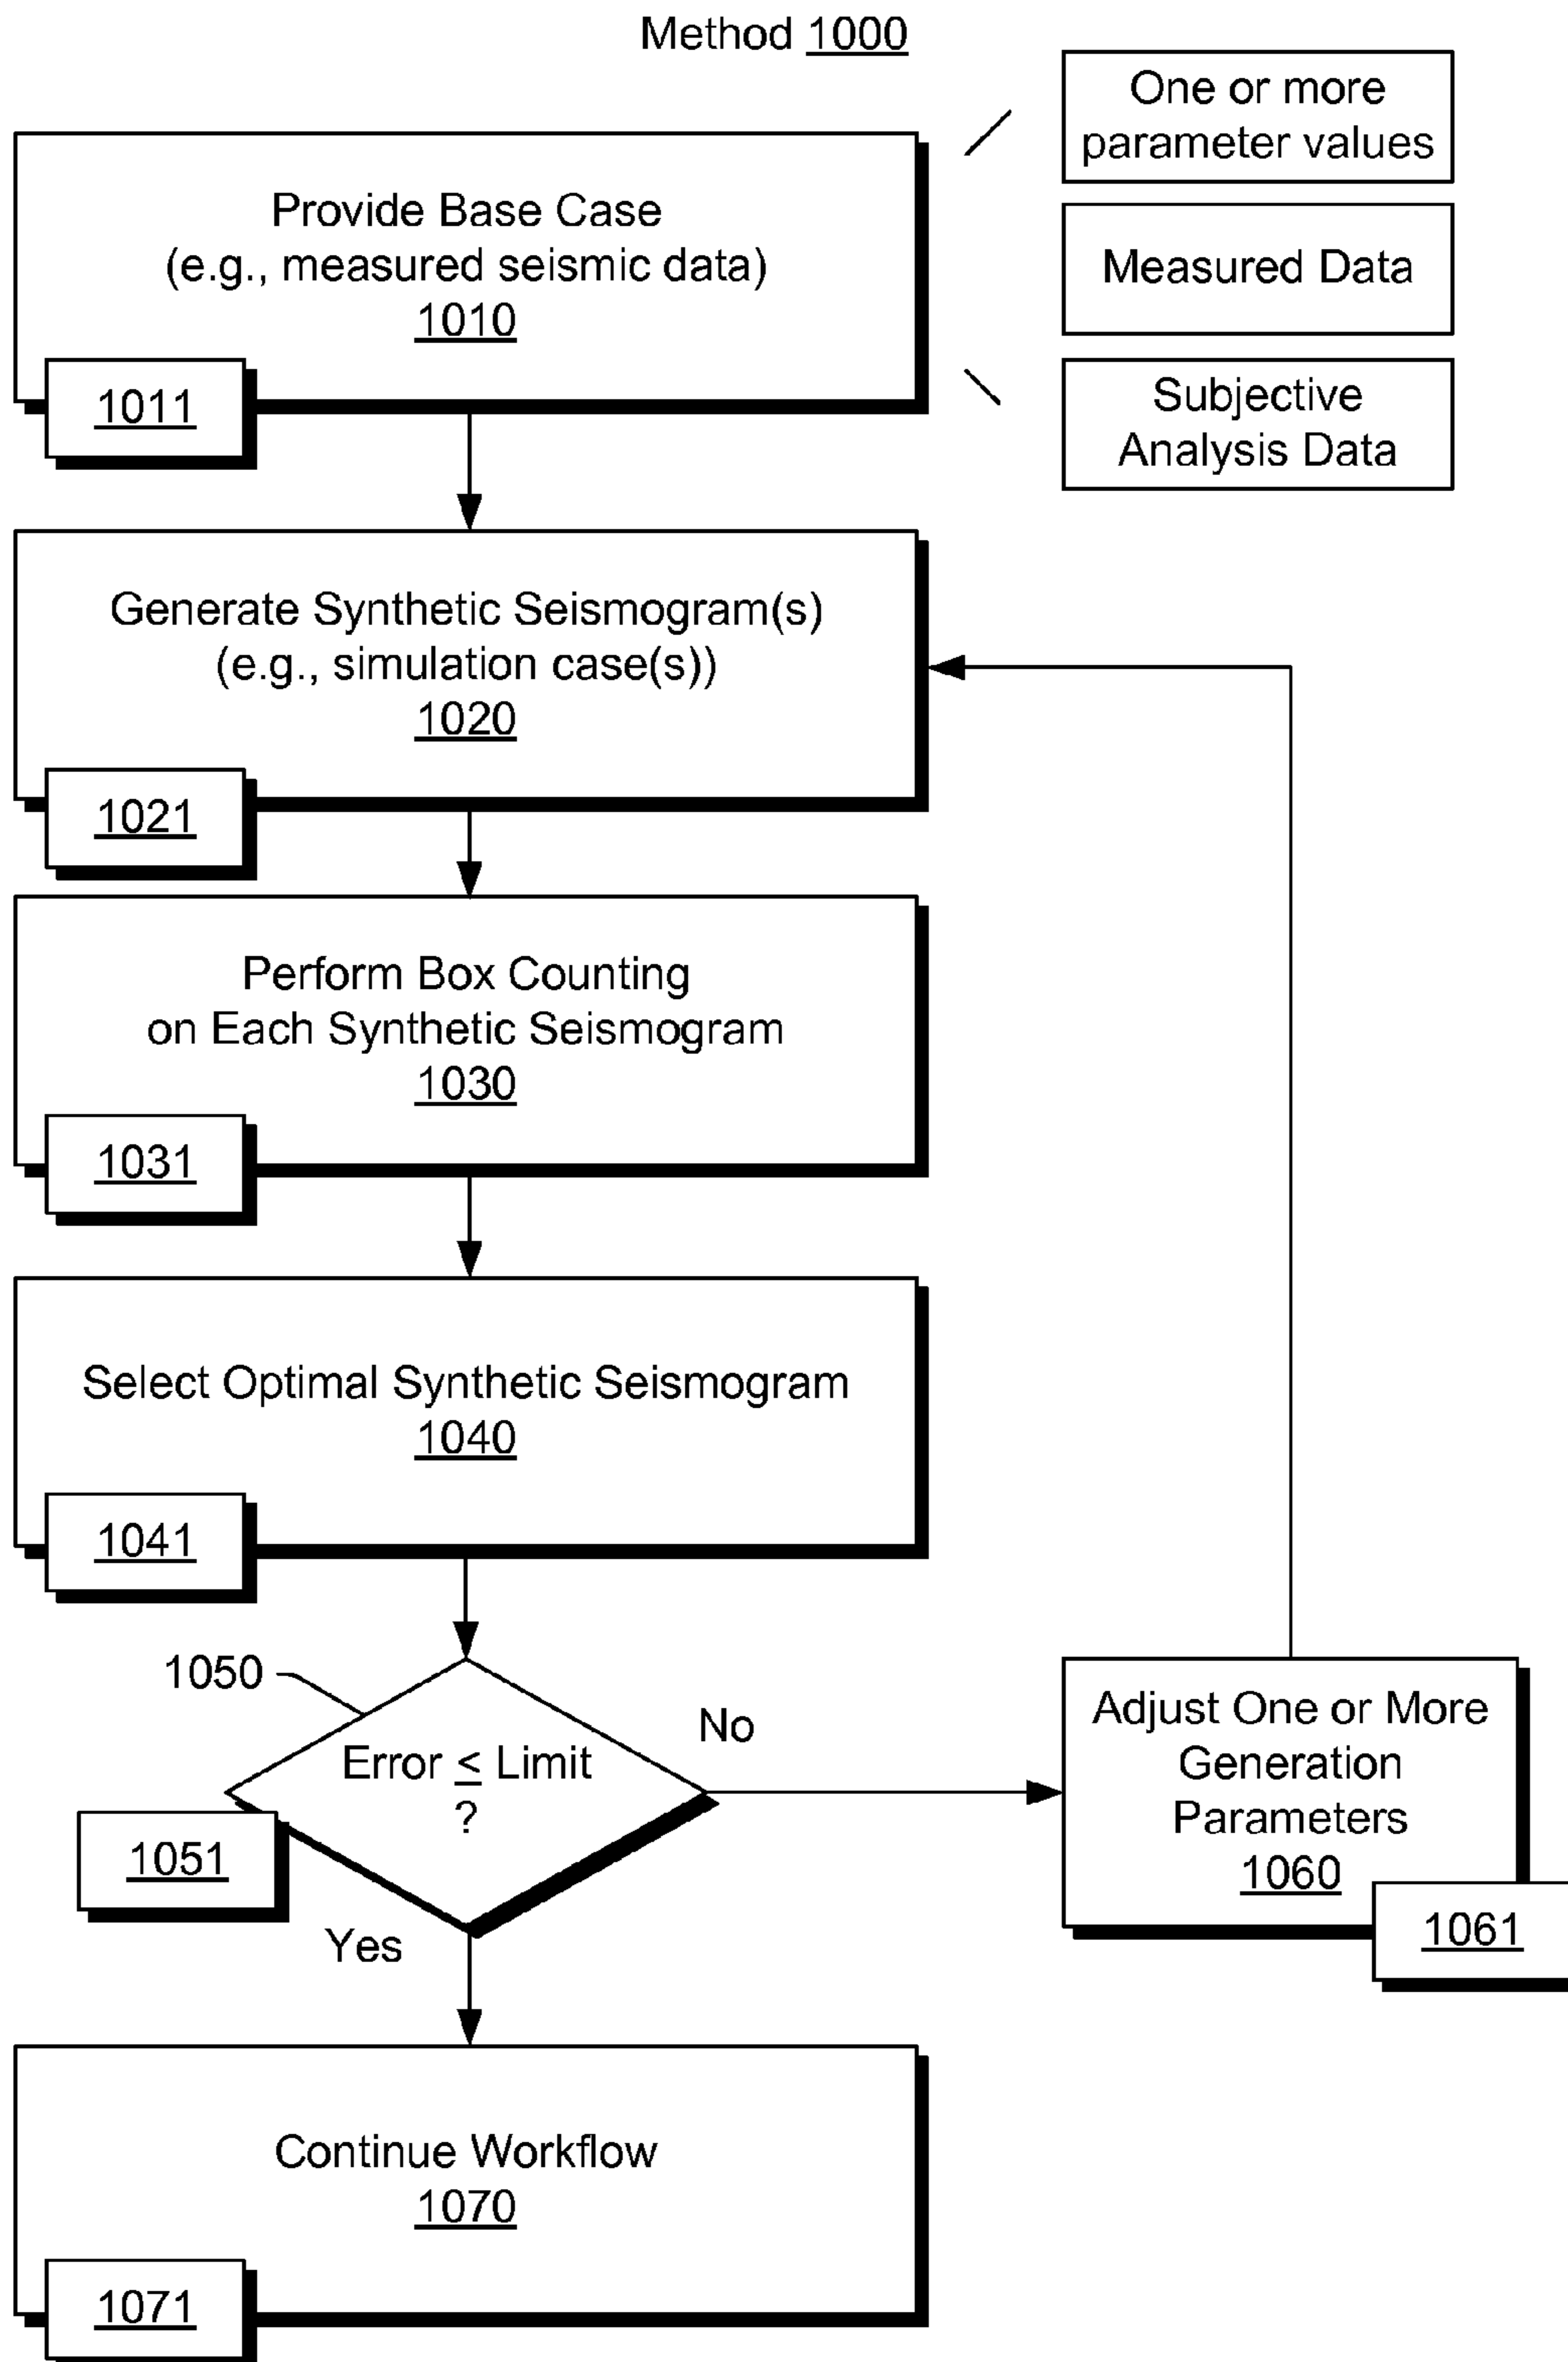 Method 1000
One or more
parameter values
Provide Base Case
(e.g., measured seismic data)
1010
Measured Data
1011
Subjective
Analysis Data
Generate Synthetic Seismogram(s)
(e.g., simulation case(s))
1020
1021
Perform Box Counting
on Each Synthetic Seismogram
1030
1031
Select Optimal Synthetic Seismogram
1040
1041
1050
Error ≤ Limit
?
1051
No
Yes
Adjust One or More
Generation
Parameters
1060
1061
Continue Workflow
1070
1071